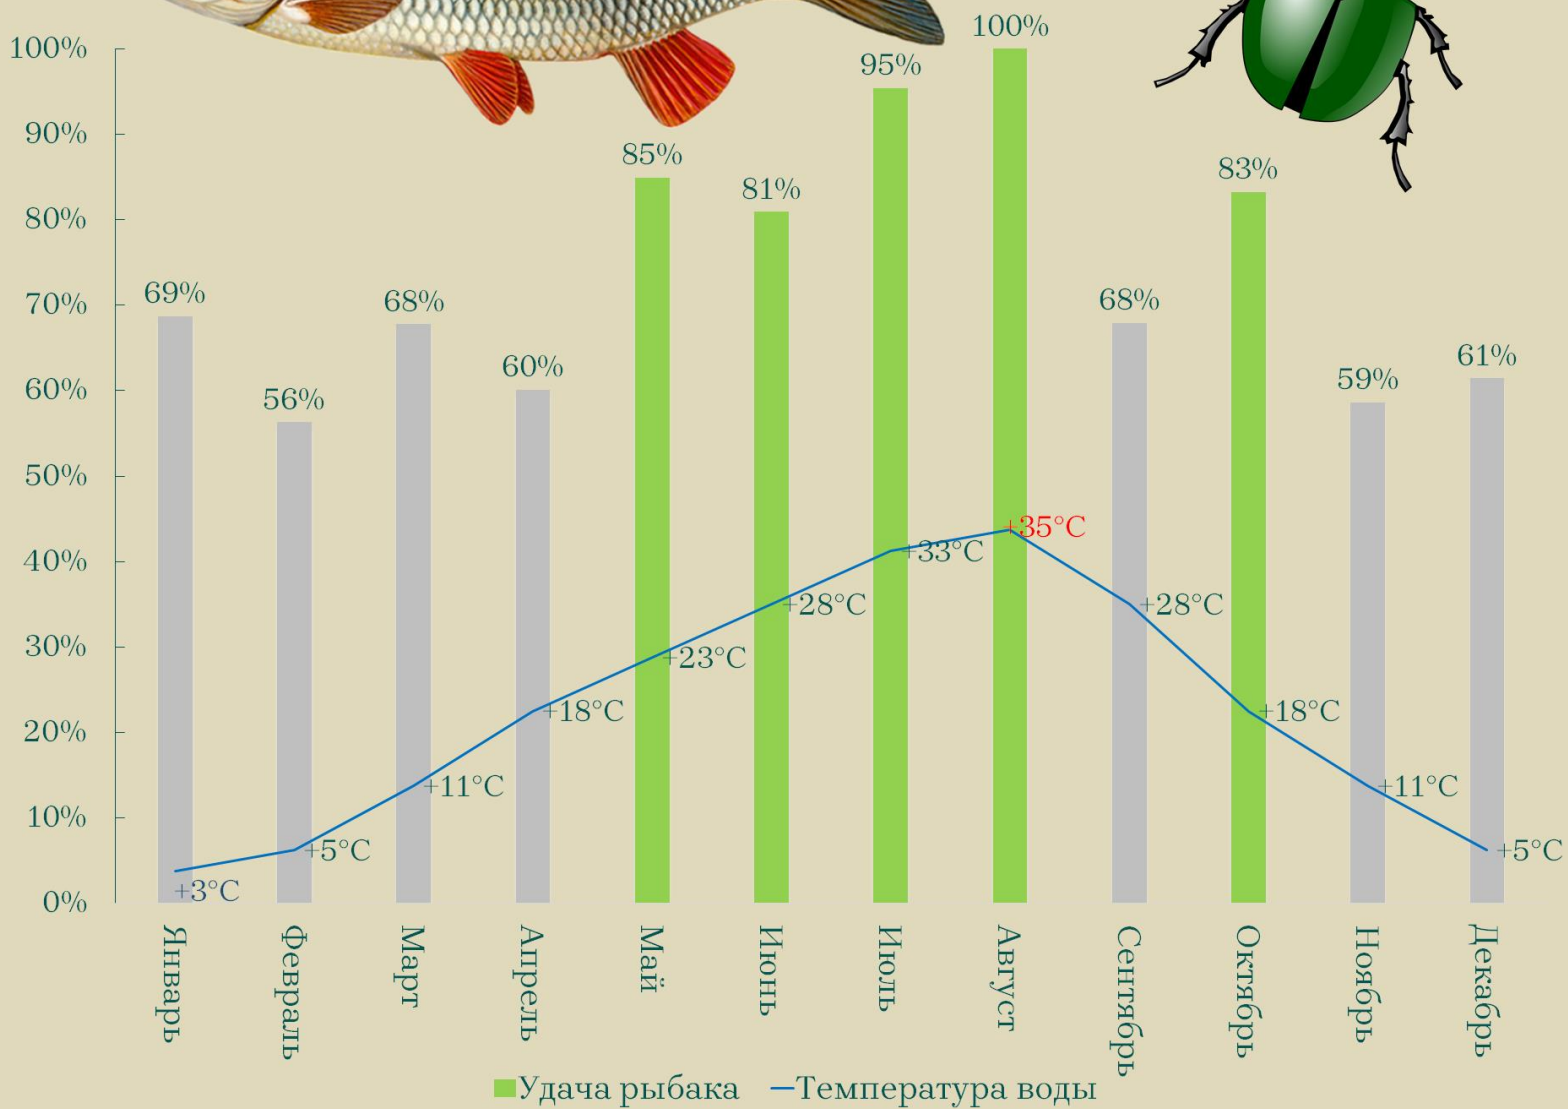 100%
90%
80%
70%
60%
50%
40%
30%
20%
10%
0%
69%
56%
68%
60%
85%
81%
95%
100%
68%
83%
59%
61%
+3°C
+5°C
+11°C
+18°C
+23°C
+28°C
+33°C
+35°C
+28°C
+18°C
+11°C
+5°C
Январь
Февраль
Март
Апрель
Май
Июнь
Июль
Август
Сентябрь
Октябрь
Ноябрь
Декабрь
Удача рыбака
Температура воды